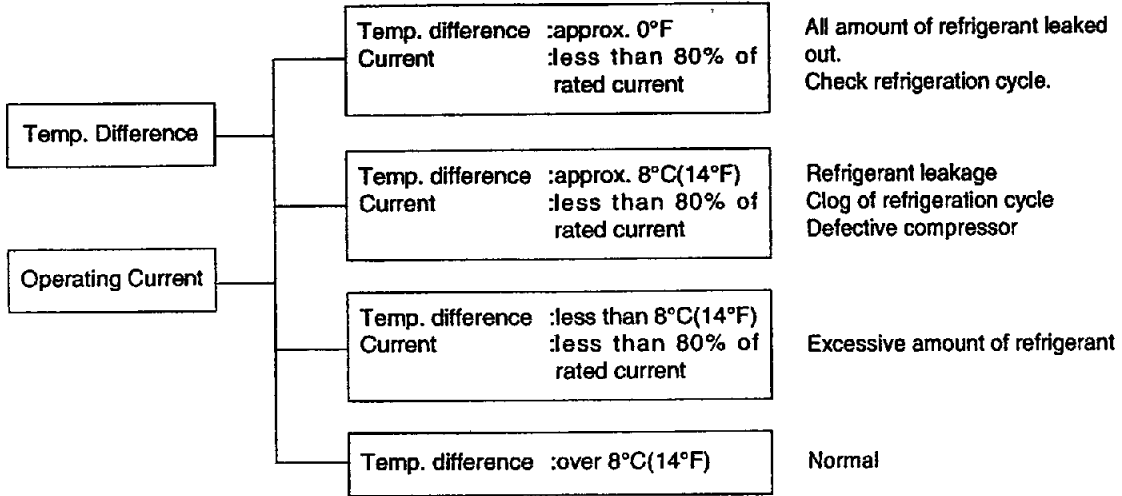 Temp. difference :approx. 0°F
Current :less than 80% of
rated current
All amount of refrigerant leaked
out.
Check refrigeration cycle.
Temp. Difference
Temp. difference :approx. 8°C(14°F)
Current :less than 80% of
rated current
Refrigerant leakage
Clog of refrigeration cycle
Defective compressor
Operating Current
Temp. difference :less than 8°C(14°F)
Current :less than 80% of
rated current
Excessive amount of refrigerant
Temp. difference :over 8°C(14°F)
Normal